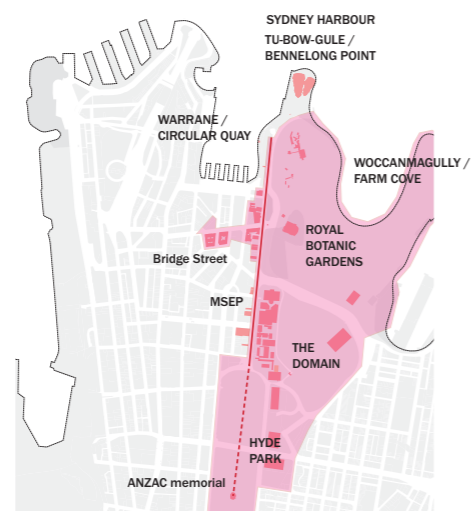 SYDNEY HARBOUR
TU-BOW-GULE /
BENNELONG POINT
WARRANE /
CIRCULAR QUAY
WOCCANMAGULLY /
FARM COVE
ROYAL
BOTANIC
GARDENS
Bridge Street
MSEP
THE
DOMAIN
HYDE
PARK
ANZAC memorial